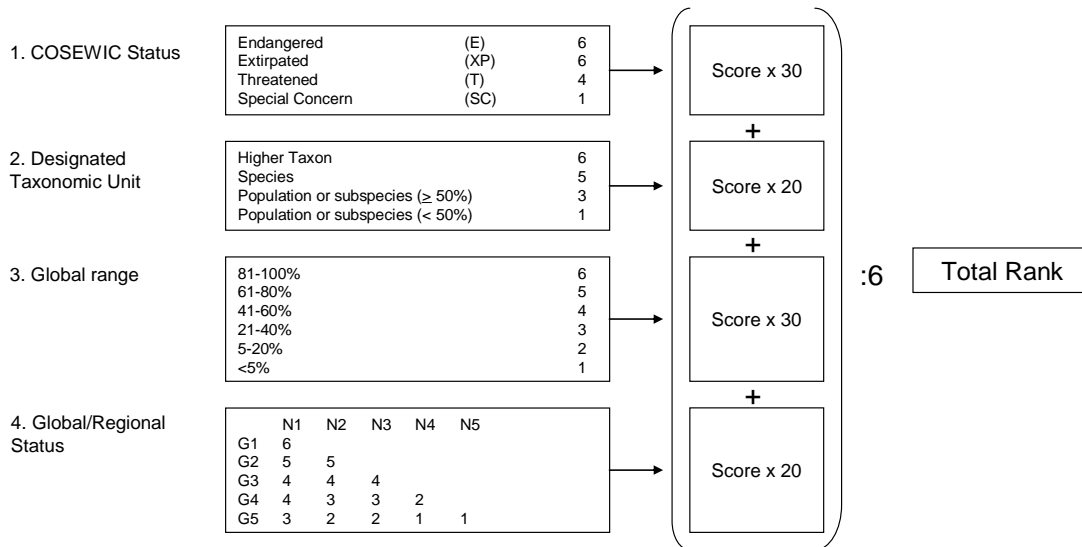 1. COSEWIC Status
Endangered (E) 6
Extirpated (XP) 6
Threatened (T) 4
Special Concern (SC) 1
Score x 30
+
2. Designated
Taxonomic Unit
Higher Taxon 6
Species 5
Population or subspecies (≥ 50%) 3
Population or subspecies (< 50%) 1
Score x 20
+
3. Global range
81-100% 6
61-80% 5
41-60% 4
21-40% 3
5-20% 2
<5% 1
Score x 30
:6 Total Rank
+
4. Global/Regional
Status
N1 N2 N3 N4 N5
G1 6
G2 5 5
G3 4 4 4
G4 4 3 3 2
G5 3 2 2 1 1
Score x 20